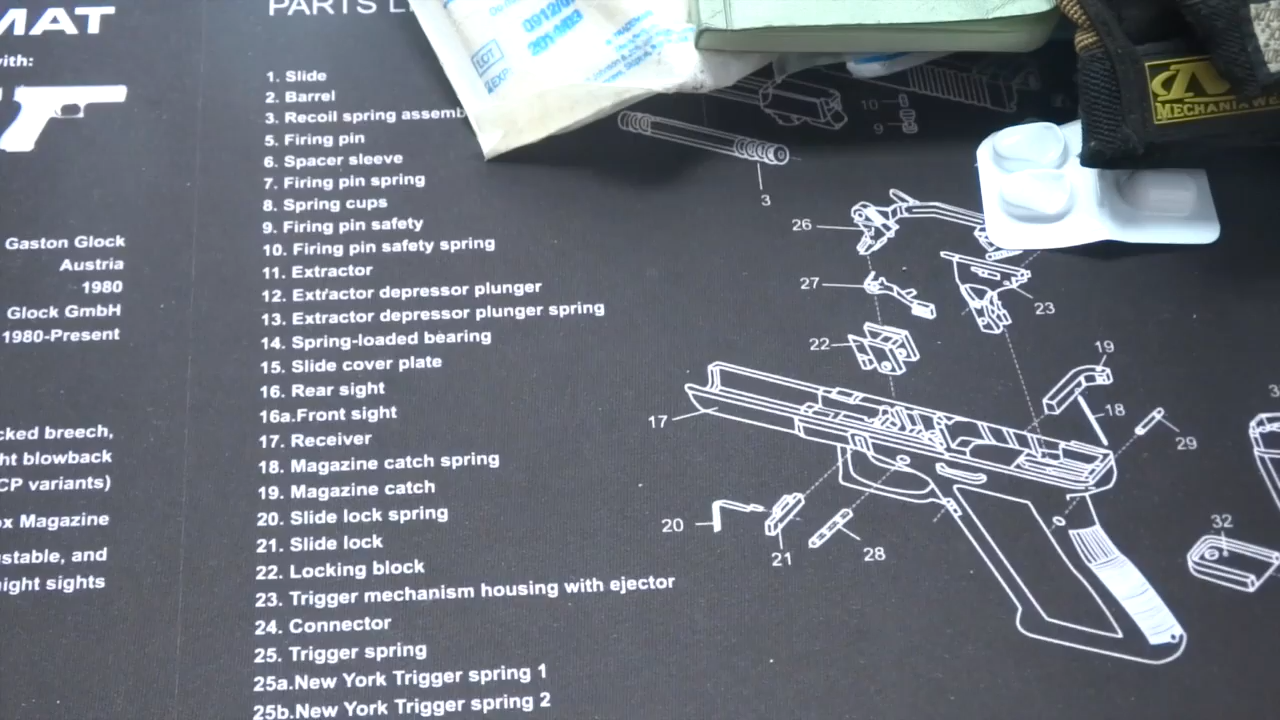 MAT
with:
Gaston Glock
Austria
1980
Glock GmbH
1980-Present
cked breech,
ht blowback
CP variants)
ox Magazine
stable, and
night sights
PARTS
1. Slide
2. Barrel
3. Recoil spring assemb
5. Firing pin
6. Spacer sleeve
7. Firing pin spring
8. Spring cups
9. Firing pin safety
10. Firing pin safety spring
11. Extractor
12. Extractor depressor plunger
13. Extractor depressor plunger spring
14. Spring-loaded bearing
15. Slide cover plate
16. Rear sight
16a.Front sight
17. Receiver
18. Magazine catch spring
19. Magazine catch
20. Slide lock spring
21. Slide lock
22. Locking block
23. Trigger mechanism housing with ejector
24. Connector
25. Trigger spring
25a.New York Trigger spring 1
25b.New York Trigger spring 2
LOT
EXP
2014/03
MECHANIX WE
10
9
3
26
27
23
22
19
18
17
29
20
21
28
32